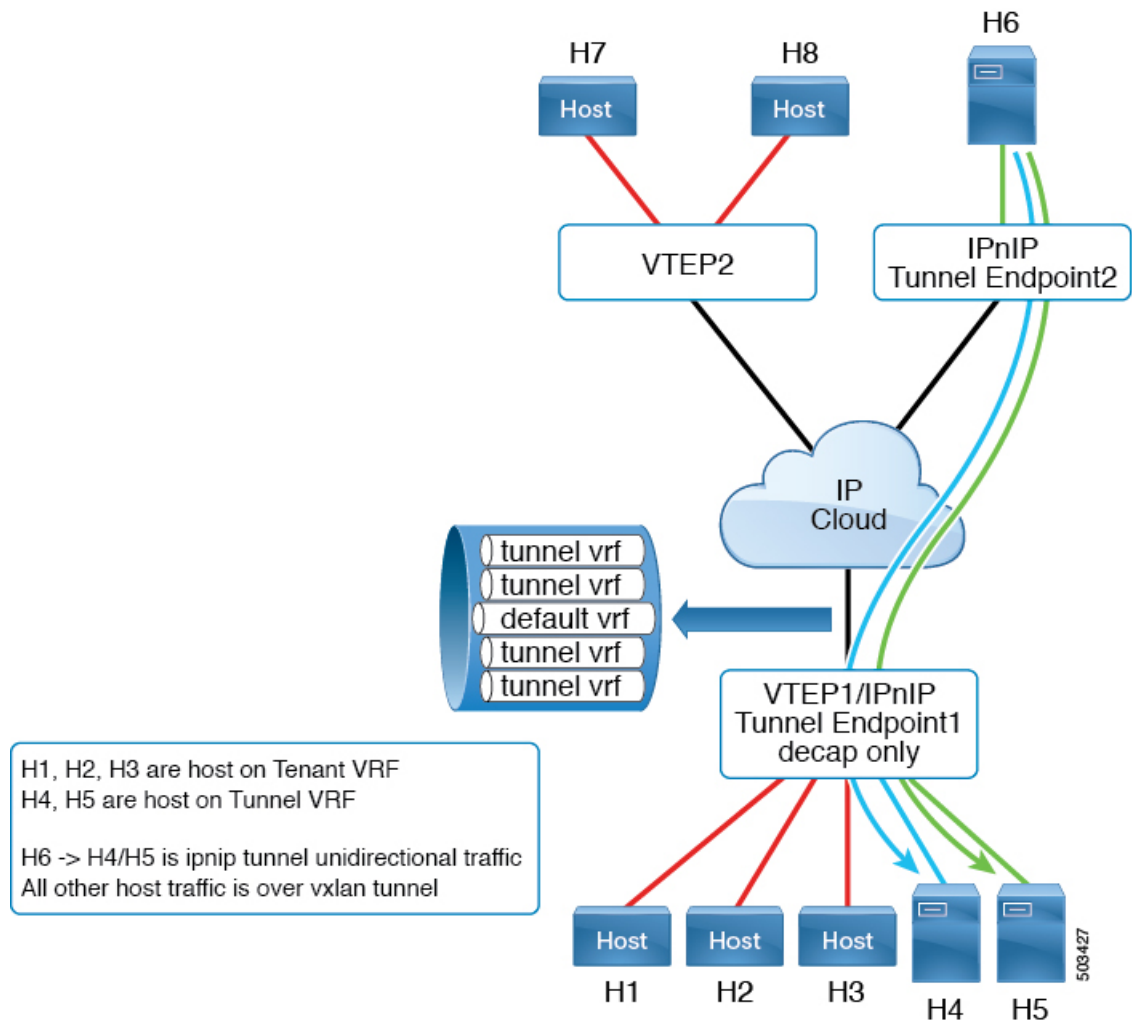 H6
H7
H8
Host
Host
VTEP2
IPnIP
Tunnel Endpoint2
IP
Cloud
tunnel vrf
tunnel vrf
default vrf
tunnel vrf
tunnel vrf
VTEP1/IPnIP
Tunnel Endpoint1
decap only
H1, H2, H3 are host on Tenant VRF
H4, H5 are host on Tunnel VRF
H6 -> H4/H5 is ipnip tunnel unidirectional traffic
All other host traffic is over vxlan tunnel
Host
Host
Host
H1
H2
H3
H4
H5
503427